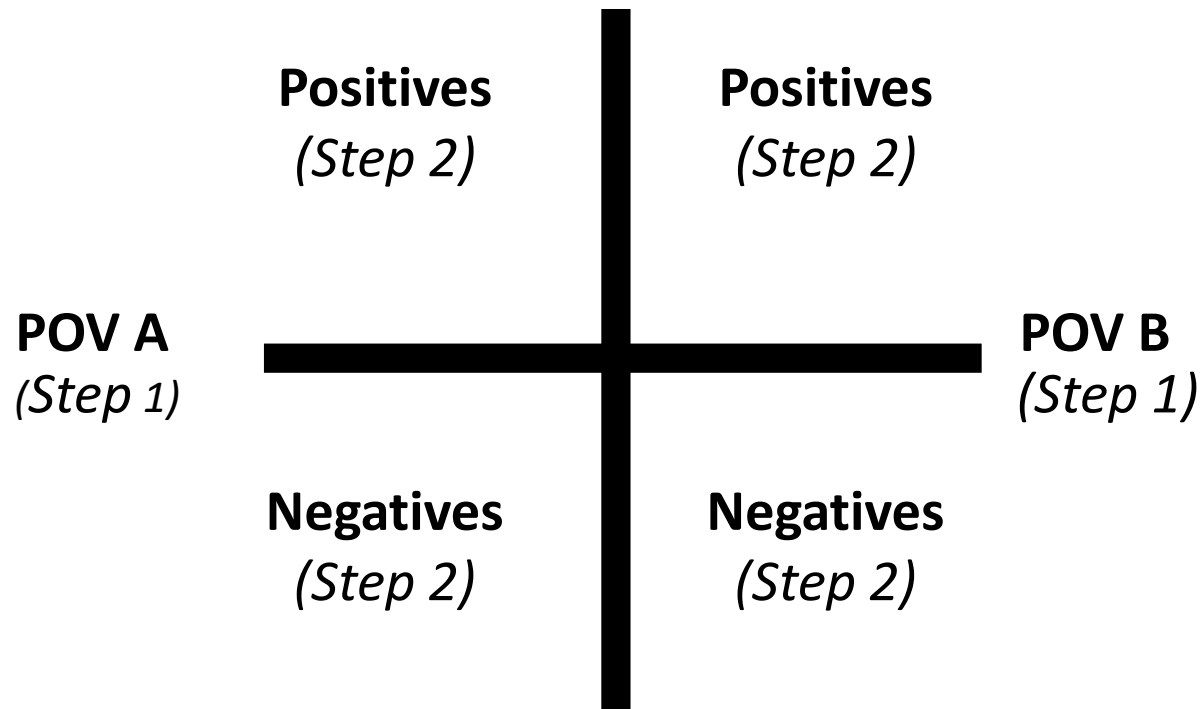 Positives
(Step 2)
Positives
(Step 2)
POV A
(Step 1)
POV B
(Step 1)
Negatives
(Step 2)
Negatives
(Step 2)